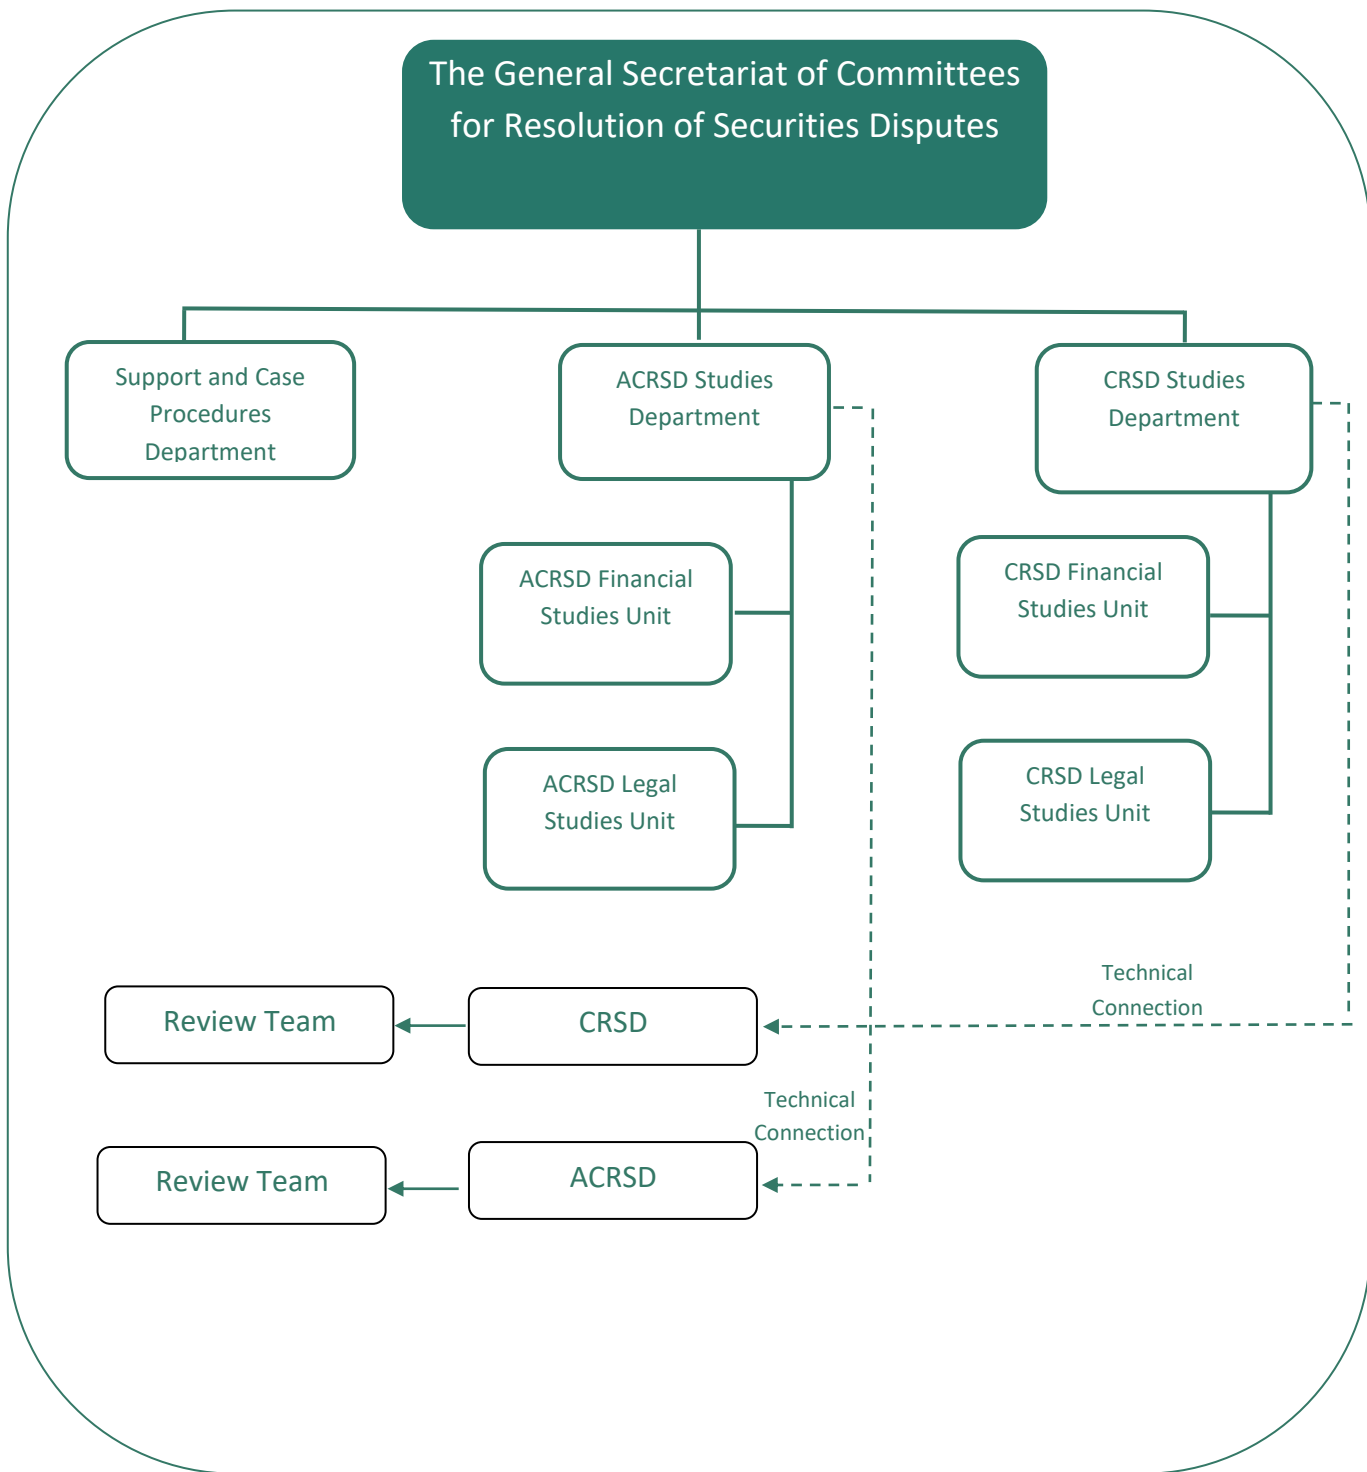 The General Secretariat of Committees
for Resolution of Securities Disputes
Support and Case
Procedures
Department
ACRSD Studies
Department
CRSD Studies
Department
ACRSD Financial
Studies Unit
CRSD Financial
Studies Unit
ACRSD Legal
Studies Unit
CRSD Legal
Studies Unit
Technical
Connection
Review Team
CRSD
Technical
Connection
Review Team
ACRSD